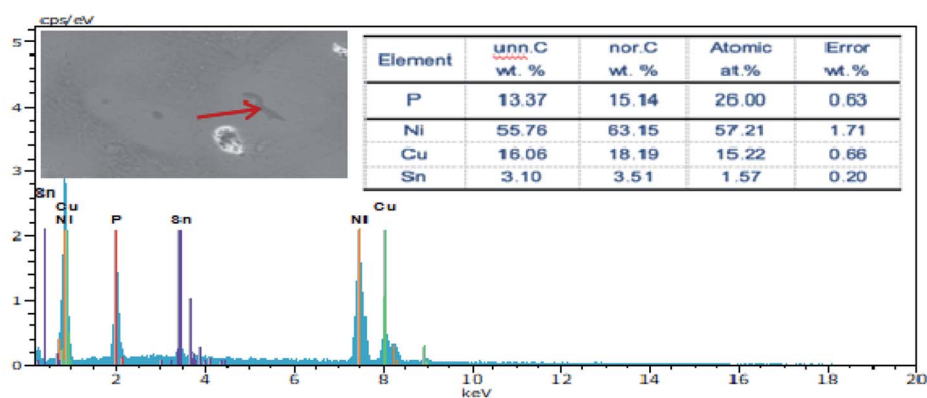 cps/eV
Element unn.C wt. % nor.C wt. % Atomic at.% Error wt.%
P 13.37 15.14 26.00 0.63
Ni 55.76 63.15 57.21 1.71
Cu 16.06 18.19 15.22 0.66
Sn 3.10 3.51 1.57 0.20
5
4
3
2
1
0
Sn
Cu
Ni
P
Sn
Ni
Cu
2 4 6 8 10 12 14 16 18 20
keV